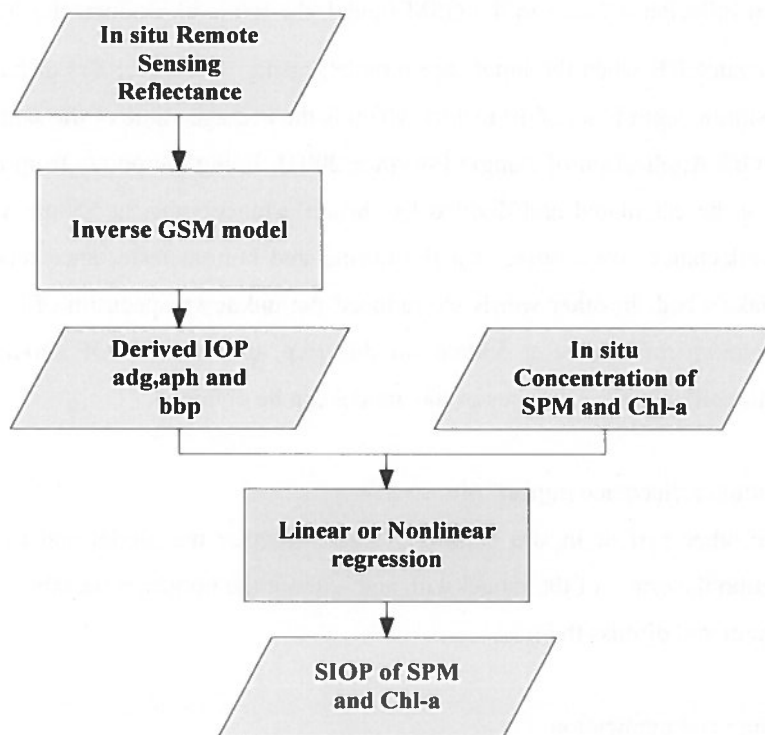 In situ Remote
Sensing
Reflectance
Inverse GSM model
Derived IOP
adg,aph and
bbp
In situ
Concentration of
SPM and Chl-a
Linear or Nonlinear
regression
SIOP of SPM
and Chl-a